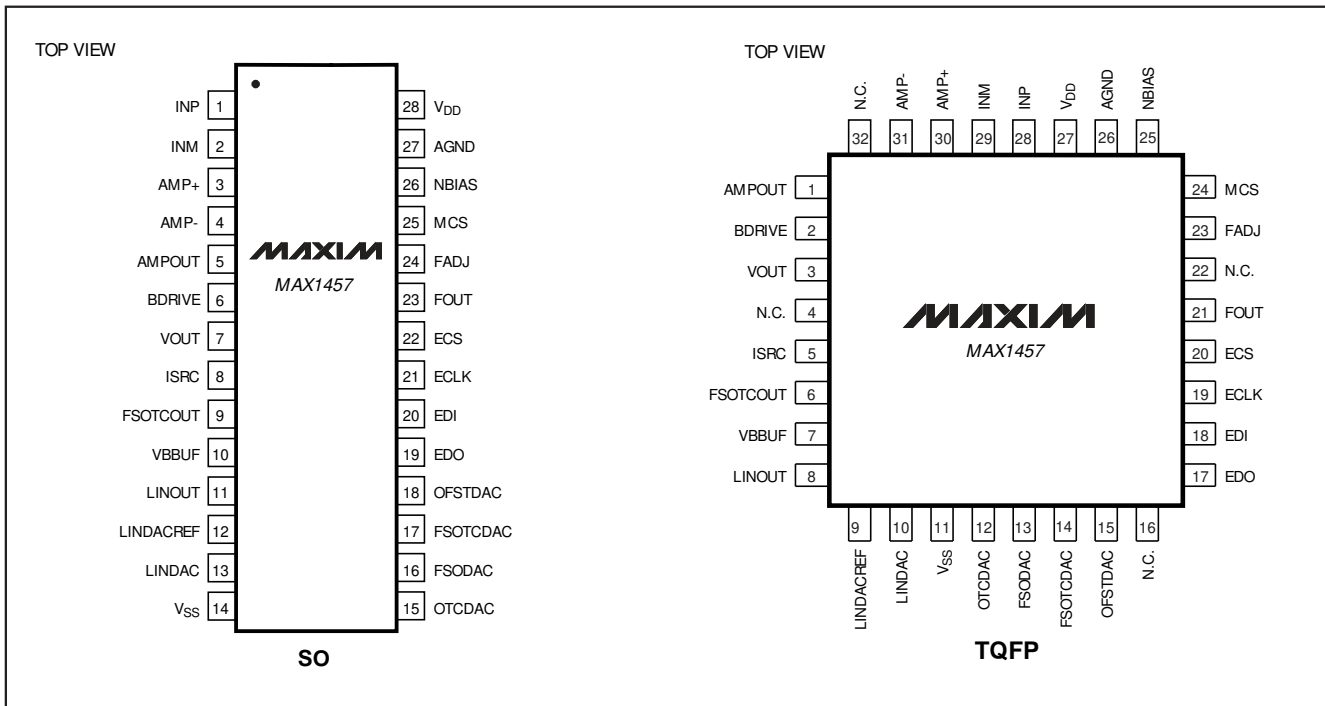 TOP VIEW
INP 1
28 VDD
INM 2
27 AGND
AMP+ 3
26 NBIAS
AMP- 4
25 MCS
AMPOUT 5
24 FADJ
BDRIVE 6
23 FOUT
VOUT 7
22 ECS
ISRC 8
21 ECLK
FSOTCOUT 9
20 EDI
VBBUF 10
19 EDO
LINOUT 11
18 OFSTDAC
LINDACREF 12
17 FSOTCDAC
LINDAC 13
16 FSODAC
VSS 14
15 OTCDAC
MAXIM
MAX1457
SO
TOP VIEW
N.C. AMP- AMP+ INM INP VDD AGND NBIAS
32 31 30 29 28 27 26 25
AMPOUT 1
24 MCS
BDRIVE 2
23 FADJ
VOUT 3
22 N.C.
N.C. 4
21 FOUT
ISRC 5
20 ECS
FSOTCOUT 6
19 ECLK
VBBUF 7
18 EDI
LINOUT 8
17 EDO
MAXIM
MAX1457
9 10 11 12 13 14 15 16
LINDACREF LINDAC VSS OTCDAC FSODAC FSOTCDAC OFSTDAC N.C.
TQFP